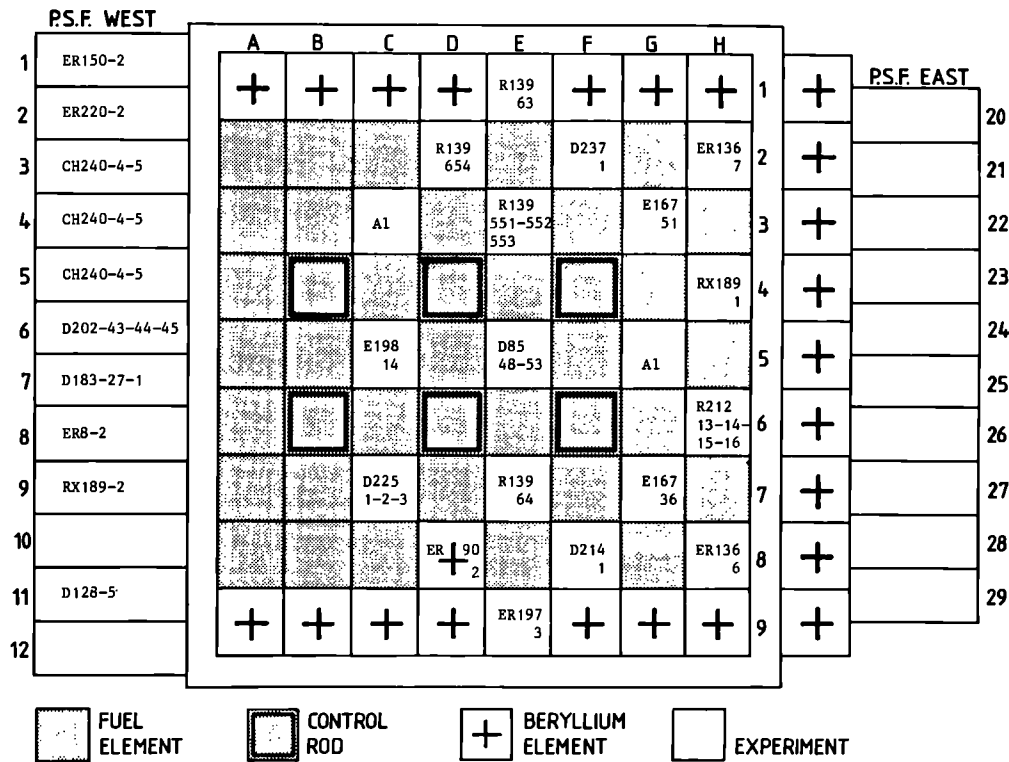 P.S.F. WEST
1 ER150-2
2 ER220-2
3 CH240-4-5
4 CH240-4-5
5 CH240-4-5
6 D202-43-44-45
7 D183-27-1
8 ER8-2
9 RX189-2
10
11 D128-5
12
A B C D E F G H
R139 63 1
R139 654
D237 1
ER136 7 2
Al
R139 551-552 553
E167 51 3
RX189 1 4
E198 14
D85 48-53
Al 5
R212 13-14-15-16 6
D225 1-2-3
R139 64
E167 36 7
ER 90 2
D214 1
ER136 6 8
ER197 3 9
P.S.F. EAST
20
21
22
23
24
25
26
27
28
29
FUEL ELEMENT
CONTROL ROD
BERYLLIUM ELEMENT
EXPERIMENT